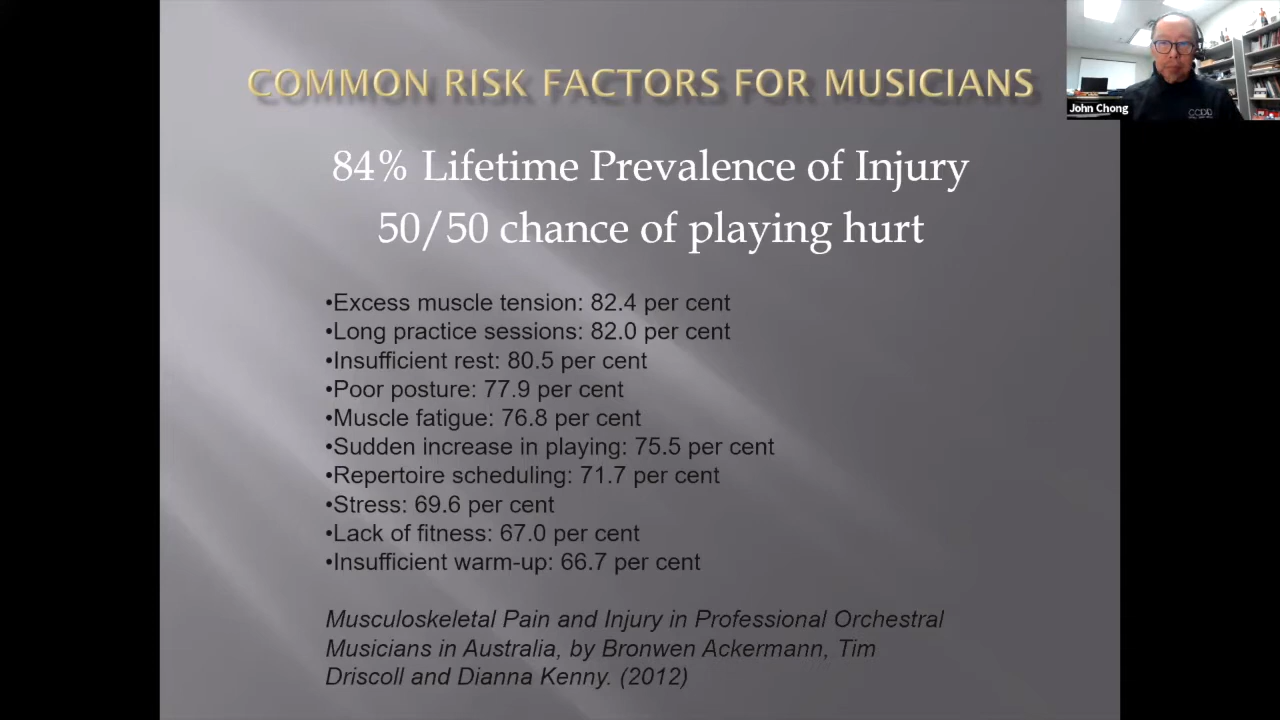 COMMON RISK FACTORS FOR MUSICIANS
John Chong
84% Lifetime Prevalence of Injury
50/50 chance of playing hurt
•Excess muscle tension: 82.4 per cent
•Long practice sessions: 82.0 per cent
•Insufficient rest: 80.5 per cent
•Poor posture: 77.9 per cent
•Muscle fatigue: 76.8 per cent
•Sudden increase in playing: 75.5 per cent
•Repertoire scheduling: 71.7 per cent
•Stress: 69.6 per cent
•Lack of fitness: 67.0 per cent
•Insufficient warm-up: 66.7 per cent
Musculoskeletal Pain and Injury in Professional Orchestral
Musicians in Australia, by Bronwen Ackermann, Tim
Driscoll and Dianna Kenny. (2012)